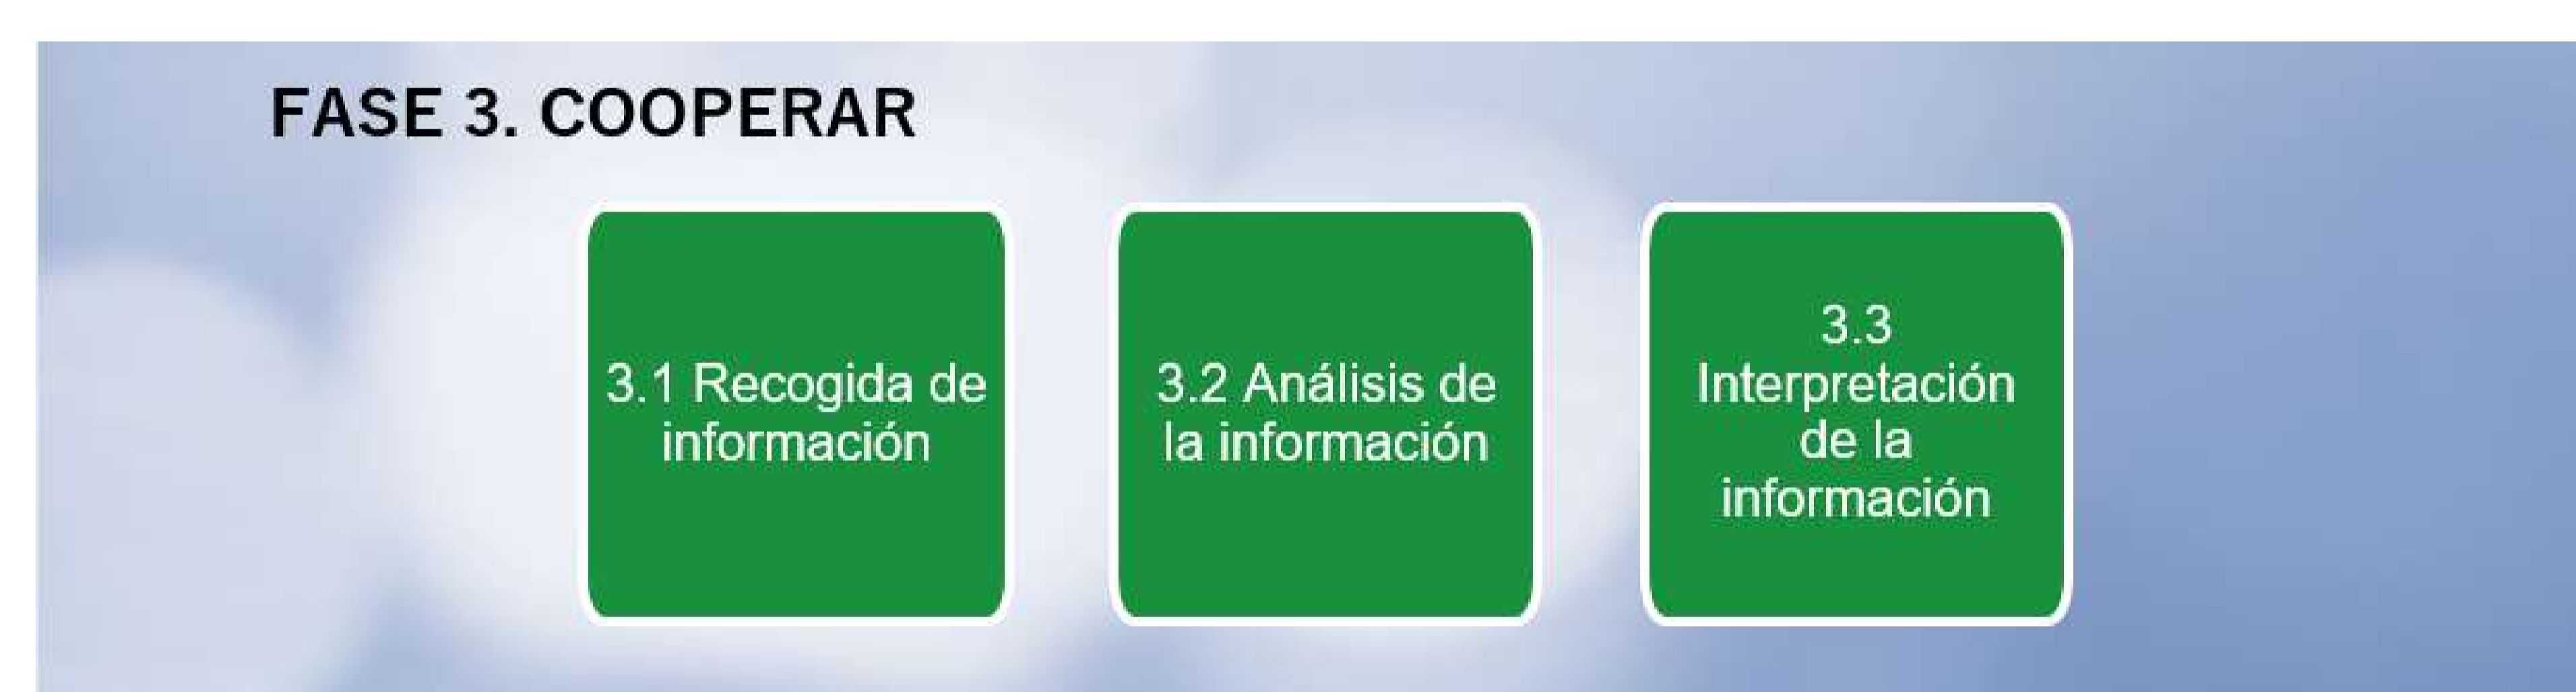 FASE 3. COOPERAR
3.1 Recogida de
información
3.2 Análisis de
la información
3.3
Interpretación
de la
información